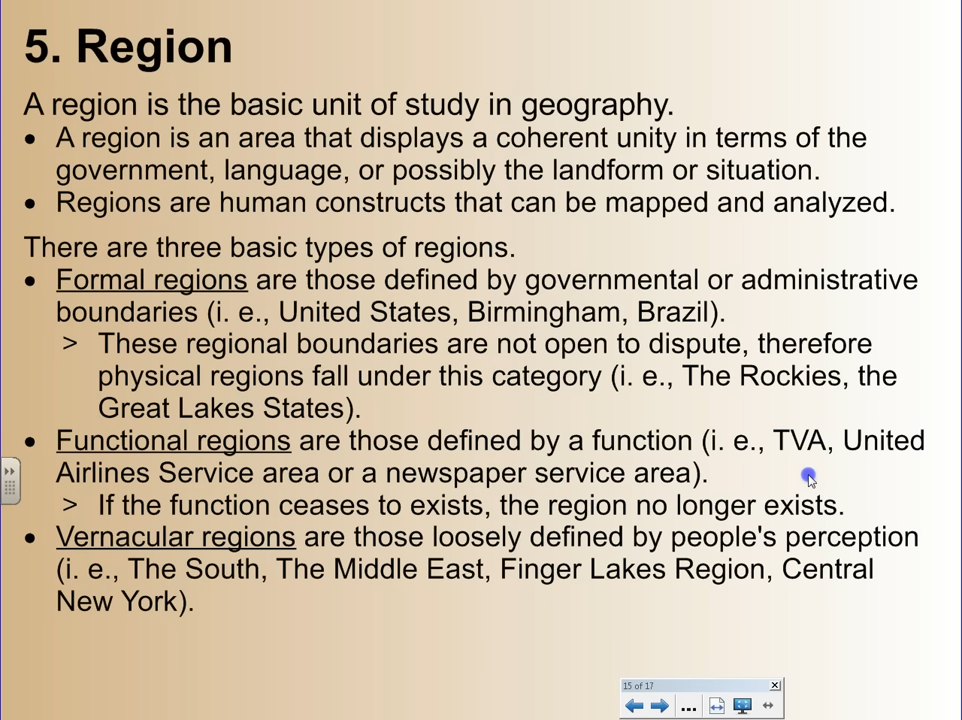 5. Region
A region is the basic unit of study in geography.
• A region is an area that displays a coherent unity in terms of the
government, language, or possibly the landform or situation.
• Regions are human constructs that can be mapped and analyzed.
There are three basic types of regions.
• Formal regions are those defined by governmental or administrative
boundaries (i. e., United States, Birmingham, Brazil).
> These regional boundaries are not open to dispute, therefore
physical regions fall under this category (i. e., The Rockies, the
Great Lakes States).
• Functional regions are those defined by a function (i. e., TVA, United
Airlines Service area or a newspaper service area).
> If the function ceases to exists, the region no longer exists.
• Vernacular regions are those loosely defined by people's perception
(i. e., The South, The Middle East, Finger Lakes Region, Central
New York).
15 of 17